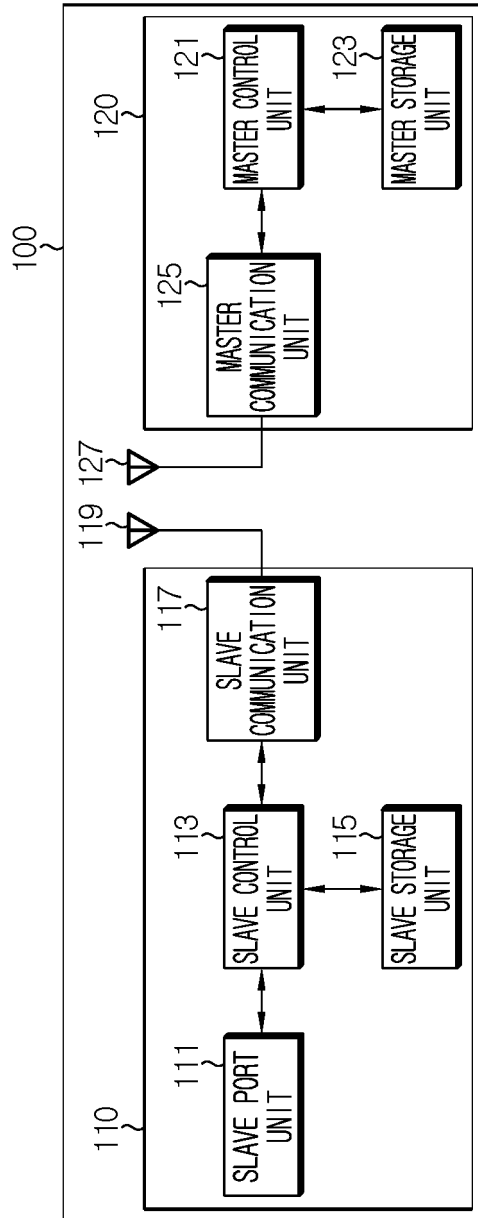 100
110
111
SLAVE PORT
UNIT
113
SLAVE CONTROL
UNIT
115
SLAVE STORAGE
UNIT
117
SLAVE
COMMUNICATION
UNIT
119
127
120
125
MASTER
COMMUNICATION
UNIT
121
MASTER CONTROL
UNIT
123
MASTER STORAGE
UNIT